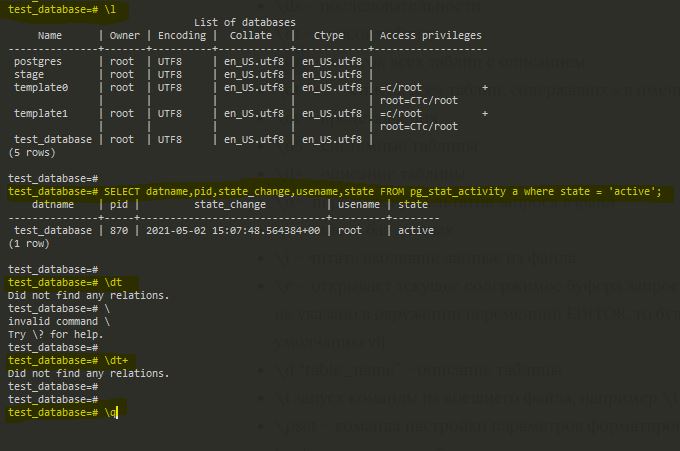 test_database=# \l
List of databases
Name | Owner | Encoding | Collate | Ctype | Access privileges
---------------+-------+----------+------------+------------+-------------------
postgres | root | UTF8 | en_US.utf8 | en_US.utf8 |
stage | root | UTF8 | en_US.utf8 | en_US.utf8 |
template0 | root | UTF8 | en_US.utf8 | en_US.utf8 | =c/root +
| | | | | root=CTc/root
template1 | root | UTF8 | en_US.utf8 | en_US.utf8 | =c/root +
| | | | | root=CTc/root
test_database | root | UTF8 | en_US.utf8 | en_US.utf8 |
(5 rows)
test_database=#
test_database=# SELECT datname,pid,state_change,usename,state FROM pg_stat_activity a where state = 'active';
datname | pid | state_change | usename | state
---------------+-----+-------------------------------+---------+--------
test_database | 870 | 2021-05-02 15:07:48.564384+00 | root | active
(1 row)
test_database=#
test_database=# \dt
Did not find any relations.
test_database=# \
invalid command \
Try \? for help.
test_database=#
test_database=# \dt+
Did not find any relations.
test_database=#
test_database=#
test_database=# \q